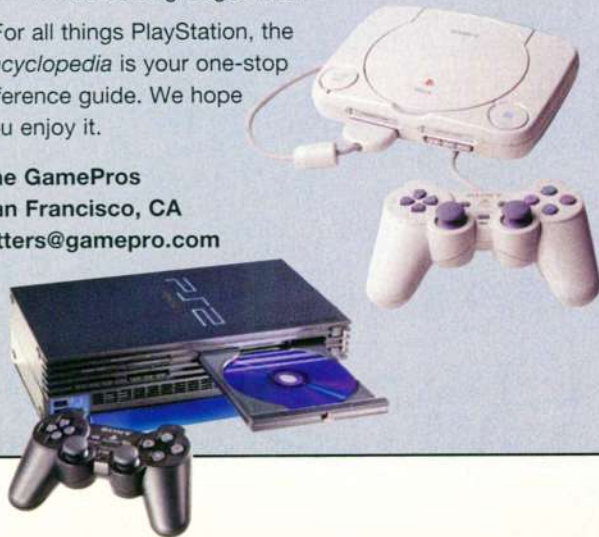 For all things PlayStation, the
cyclopedia is your one-stop
ference guide. We hope
u enjoy it.
he GamePros
an Francisco, CA
tters@gamepro.com
PS2